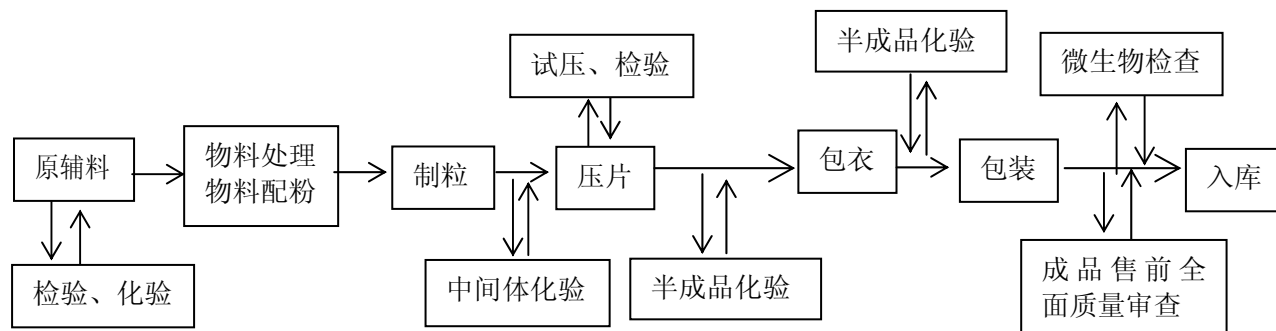 半成品化验
试压、检验
微生物检查
原辅料
物料处理
物料配粉
制粒
压片
包衣
包装
入库
检验、化验
中间体化验
半成品化验
成品售前全
面质量审查